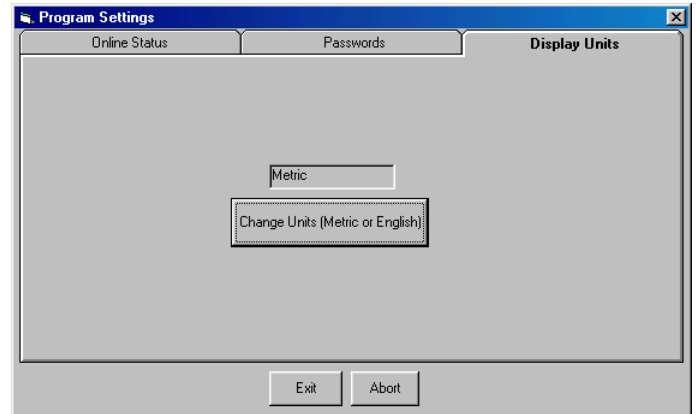 Program Settings
Online Status
Passwords
Display Units
Metric
Change Units (Metric or English)
Exit
Abort